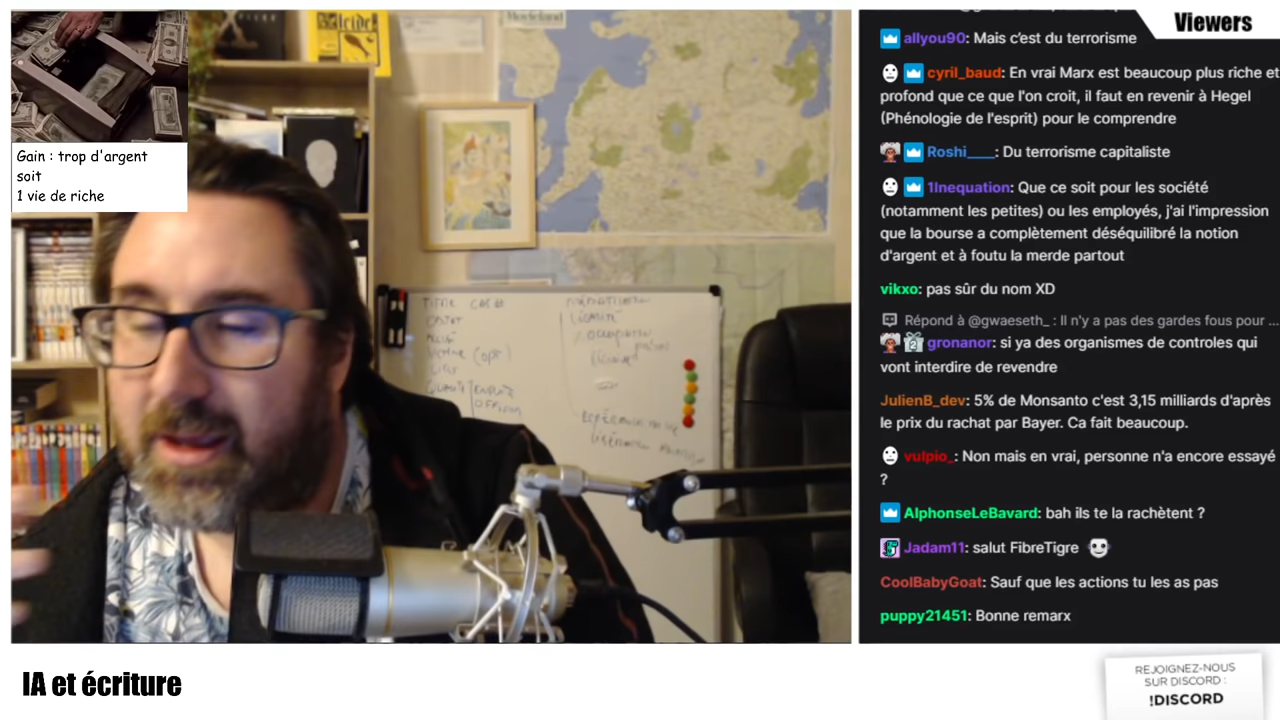 Suicide
Movieland
Gain : trop d'argent
soit
1 vie de riche
Viewers
allyou90: Mais c'est du terrorisme
cyril_baud: En vrai Marx est beaucoup plus riche et
profond que ce que l'on croit, il faut en revenir à Hegel
(Phénologie de l'esprit) pour le comprendre
Roshi____: Du terrorisme capitaliste
1Inequation: Que ce soit pour les société
(notamment les petites) ou les employés, j'ai l'impression
que la bourse a complètement déséquilibré la notion
d'argent et à foutu la merde partout
vikxo: pas sûr du nom XD
Répond à @gwaeseth_ : Il n'y a pas des gardes fous pour ...
gronanor: si ya des organismes de controles qui
vont interdire de revendre
JulienB_dev: 5% de Monsanto c'est 3,15 milliards d'après
le prix du rachat par Bayer. Ca fait beaucoup.
vulpio_: Non mais en vrai, personne n'a encore essayé
?
AlphonseLeBavard: bah ils te la rachètent ?
Jadam11: salut FibreTigre
CoolBabyGoat: Sauf que les actions tu les as pas
puppy21451: Bonne remarx
IA et écriture
REJOIGNEZ-NOUS
SUR DISCORD :
!DISCORD